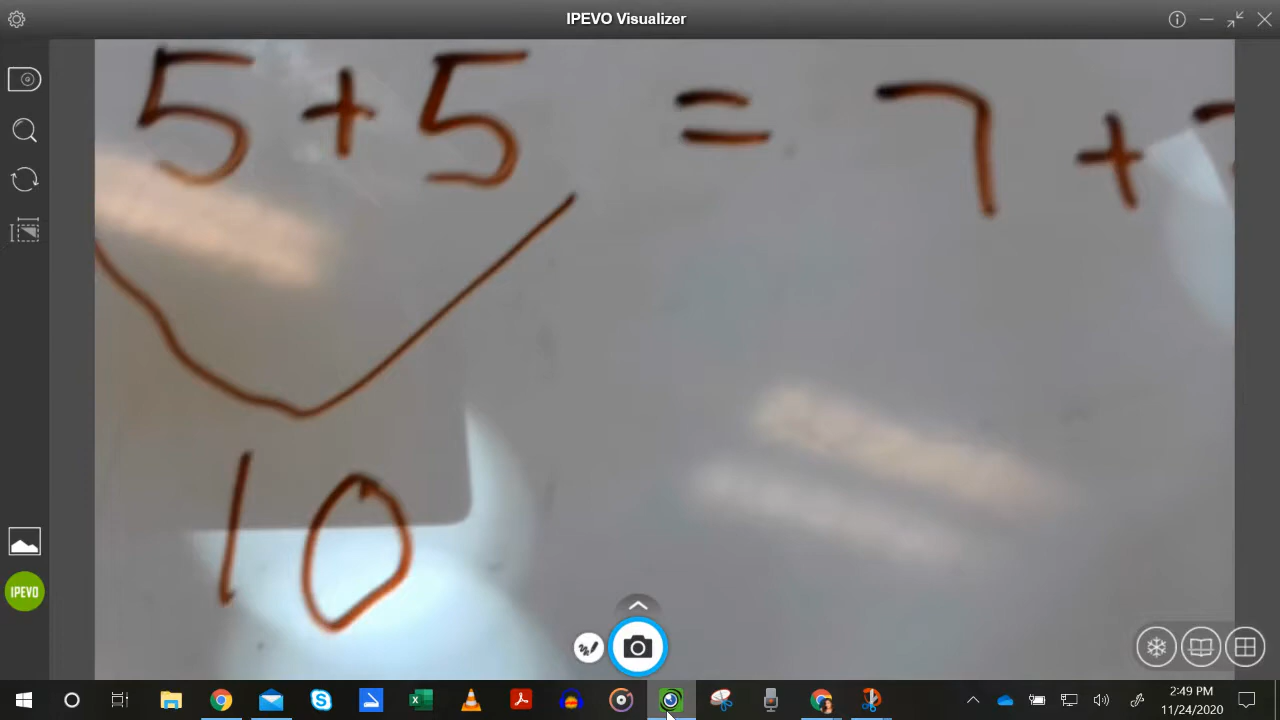 IPEVO Visualizer
5 + 5 = 7 +
10
IPEVO
2:49 PM
11/24/2020